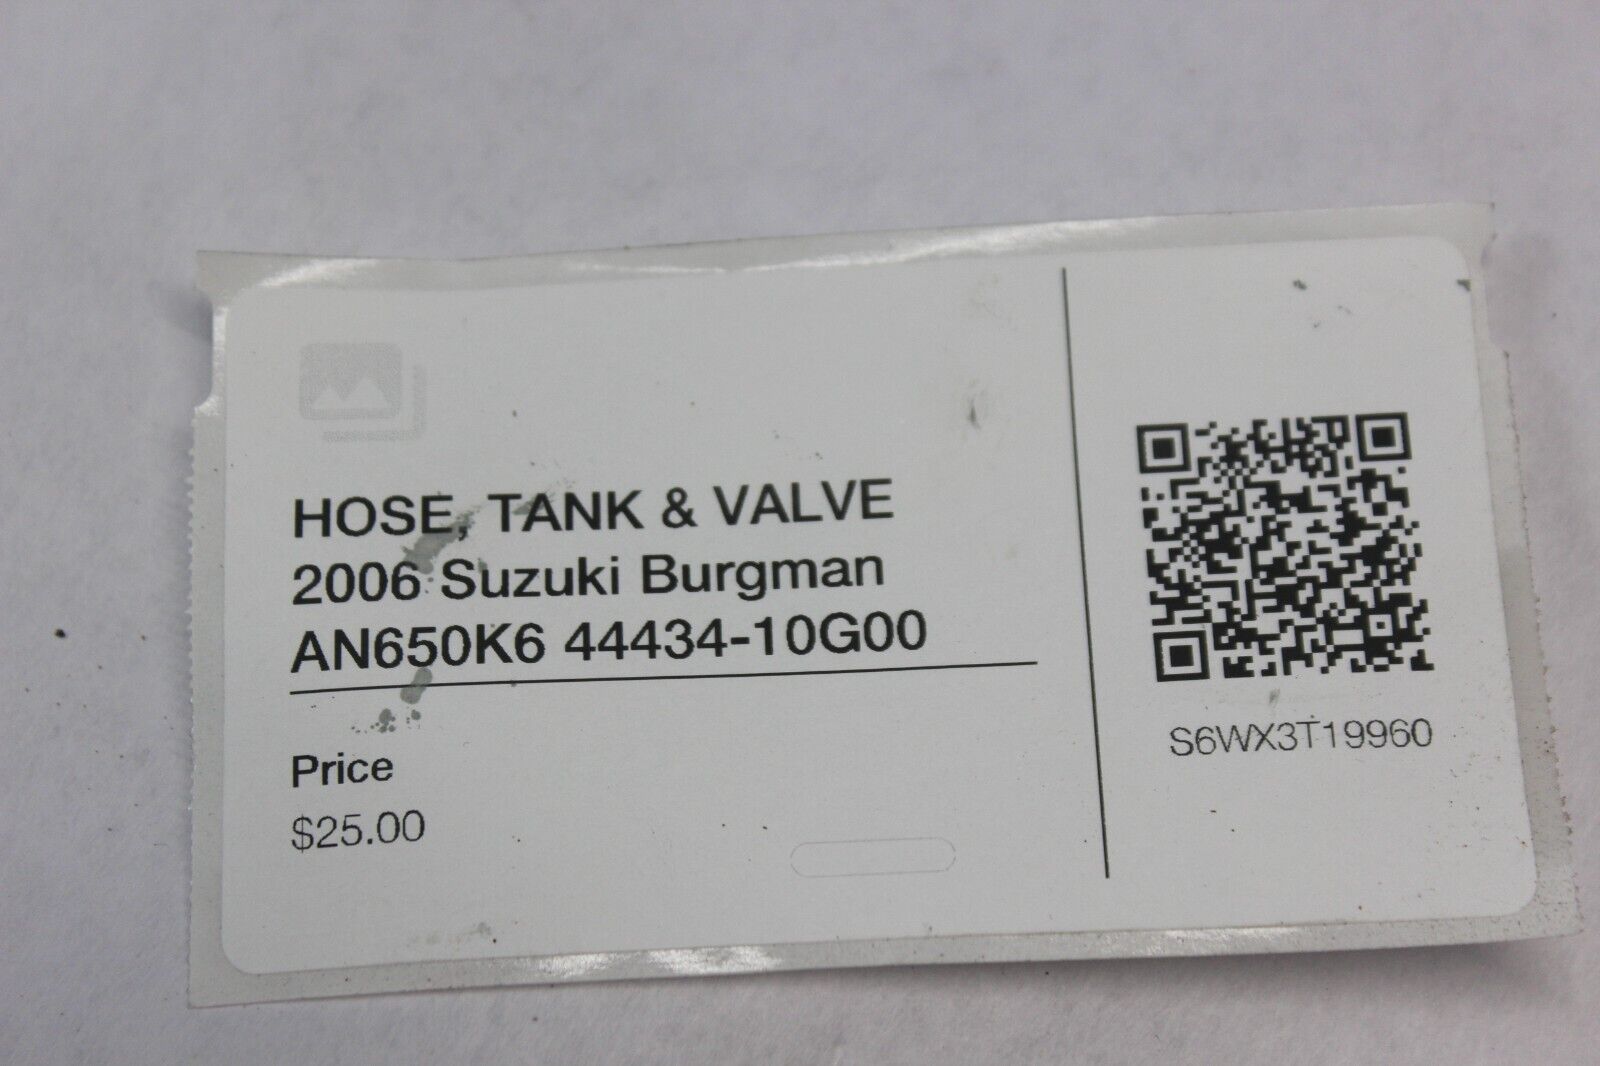 HOSE, TANK & VALVE
2006 Suzuki Burgman
AN650K6 44434-10G00
Price
$25.00
S6WX3T19960